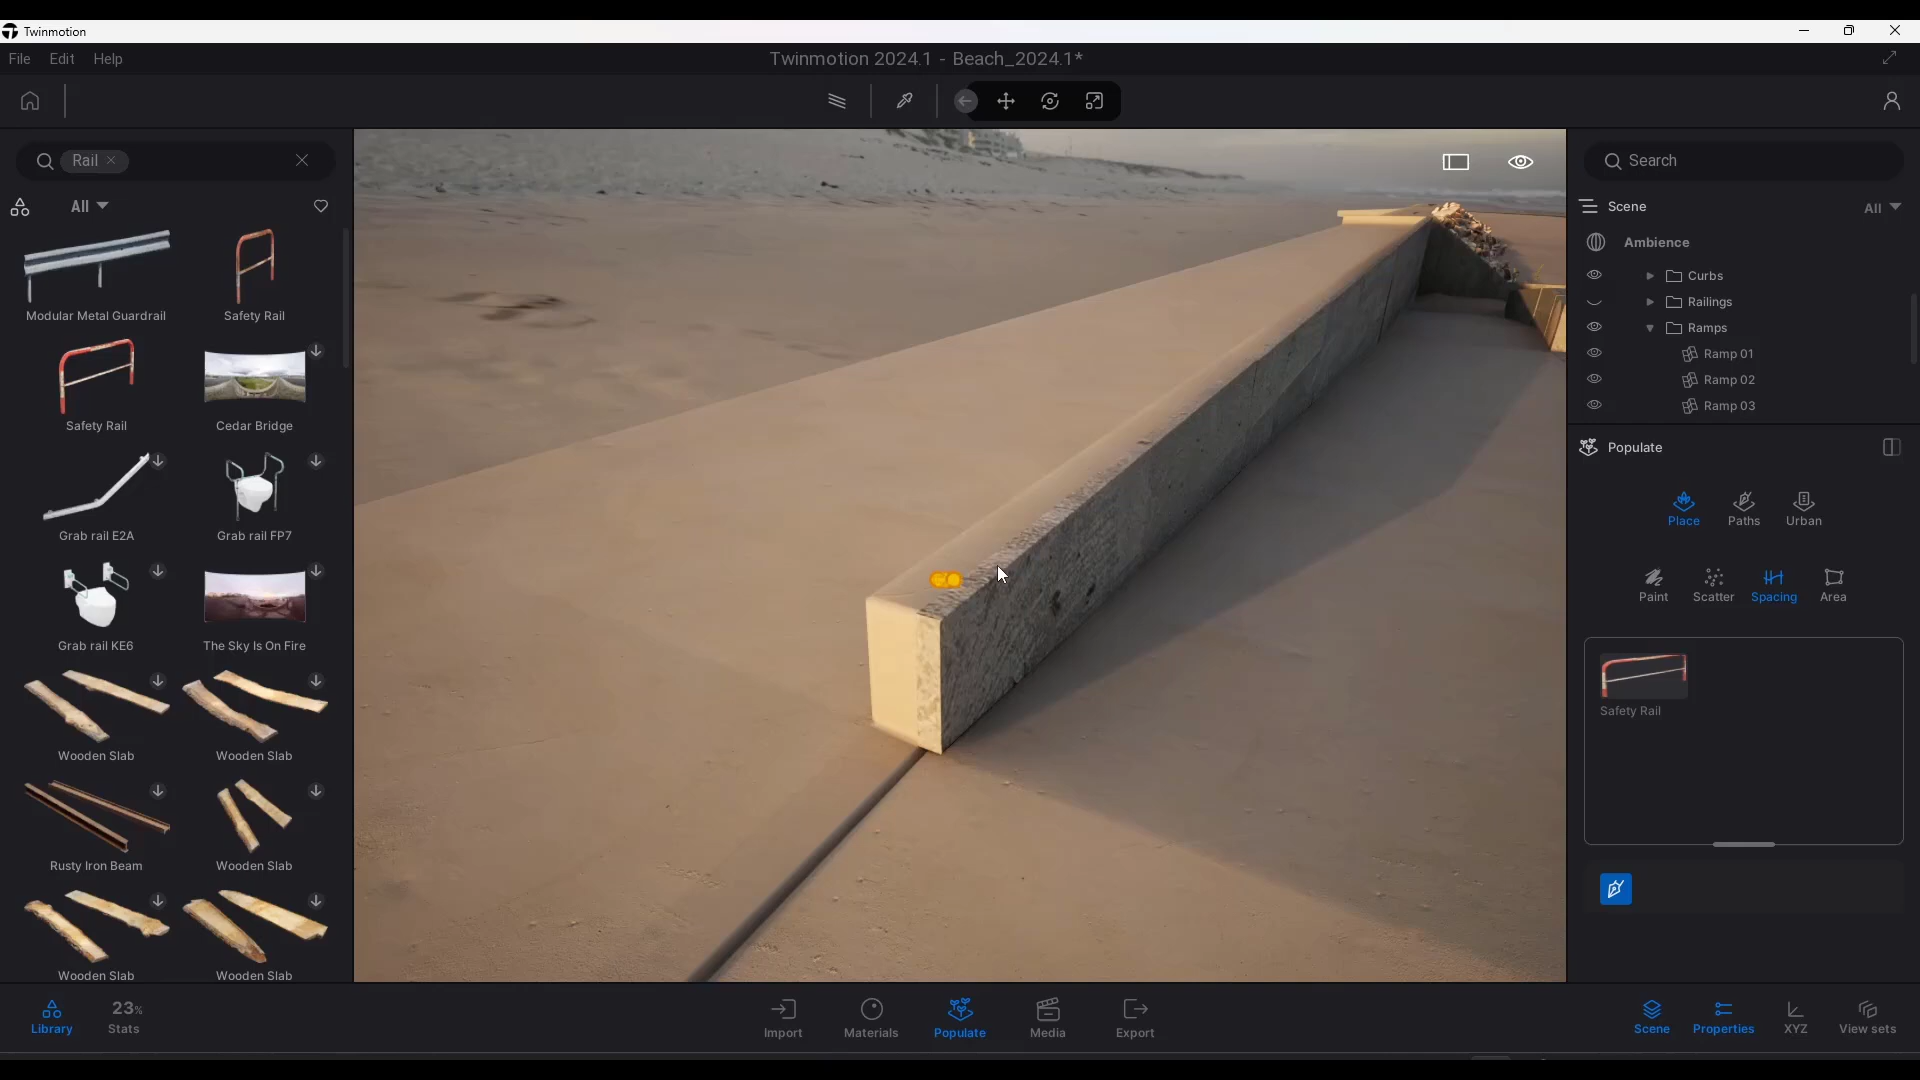 Twinmotion
File Edit Help
Twinmotion 2024.1 - Beach_2024.1*
Rail
All
Modular Metal Guardrail
Safety Rail
Safety Rail
Cedar Bridge
Grab rail E2A
Grab rail FP7
Grab rail KE6
The Sky Is On Fire
Wooden Slab
Wooden Slab
Rusty Iron Beam
Wooden Slab
Wooden Slab
Wooden Slab
Search
Scene
All
Ambience
Curbs
Railings
Ramps
Ramp 01
Ramp 02
Ramp 03
Populate
Place Paths Urban
Paint Scatter Spacing Area
Safety Rail
Library
23%
Stats
Import Materials Populate Media Export
Scene Properties XYZ View sets